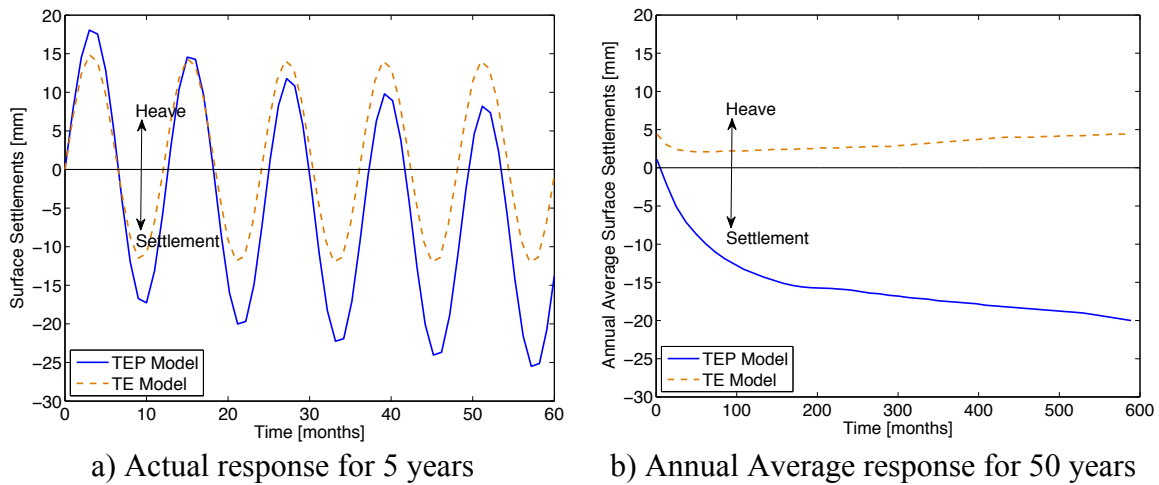 Surface Settlements [mm]
20
15
10
5
0
−5
−10
−15
−20
−25
−30
Heave
Settlement
TEP Model
TE Model
0
10
20
30
40
50
60
Time [months]
a) Actual response for 5 years
Annual Average Surface Settlements [mm]
20
15
10
5
0
−5
−10
−15
−20
−25
−30
Heave
Settlement
TEP Model
TE Model
0
100
200
300
400
500
600
Time [months]
b) Annual Average response for 50 years